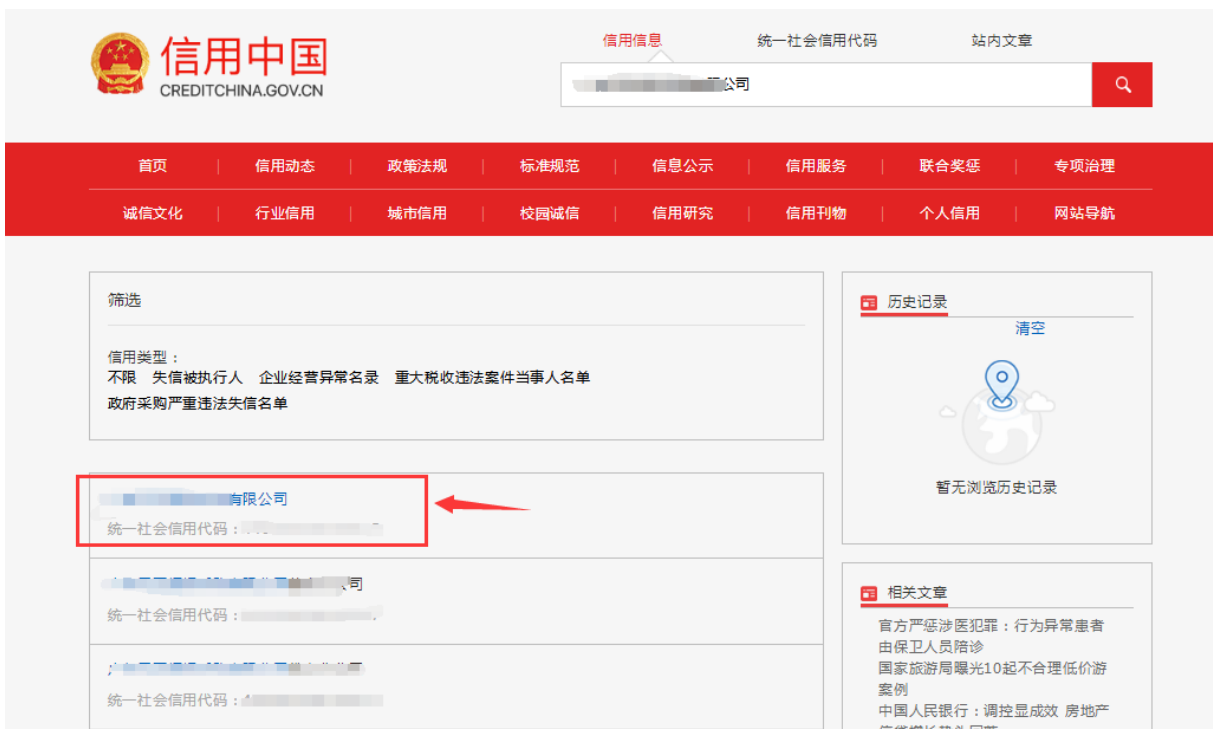 信用中国
CREDITCHINA.GOV.CN
信用信息 统一社会信用代码 站内文章
公司
首页 信用动态 政策法规 标准规范 信息公示 信用服务 联合奖惩 专项治理
诚信文化 行业信用 城市信用 校园诚信 信用研究 信用刊物 个人信用 网站导航
筛选
信用类型：
不限 失信被执行人 企业经营异常名录 重大税收违法案件当事人名单
政府采购严重违法失信名单
有限公司
统一社会信用代码：
司
统一社会信用代码：
统一社会信用代码：
历史记录
清空
暂无浏览历史记录
相关文章
官方严惩涉医犯罪：行为异常患者
由保卫人员陪诊
国家旅游局曝光10起不合理低价游
案例
中国人民银行：调控显成效 房地产